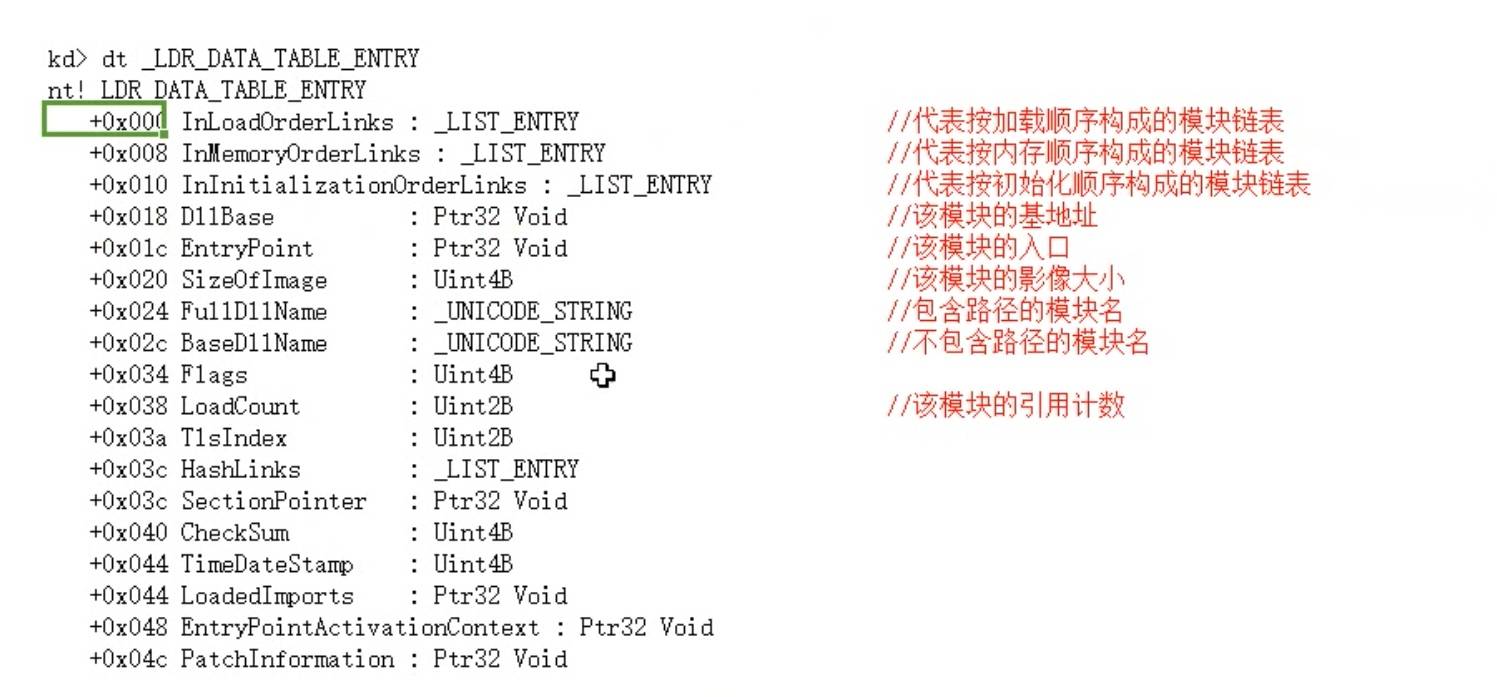 kd> dt _LDR_DATA_TABLE_ENTRY
nt!_LDR_DATA_TABLE_ENTRY
+0x000 InLoadOrderLinks : _LIST_ENTRY //代表按加载顺序构成的模块链表
+0x008 InMemoryOrderLinks : _LIST_ENTRY //代表按内存顺序构成的模块链表
+0x010 InInitializationOrderLinks : _LIST_ENTRY //代表按初始化顺序构成的模块链表
+0x018 DllBase : Ptr32 Void //该模块的基地址
+0x01c EntryPoint : Ptr32 Void //该模块的入口
+0x020 SizeOfImage : Uint4B //该模块的影像大小
+0x024 FullDllName : _UNICODE_STRING //包含路径的模块名
+0x02c BaseDllName : _UNICODE_STRING //不包含路径的模块名
+0x034 Flags : Uint4B
+0x038 LoadCount : Uint2B //该模块的引用计数
+0x03a TlsIndex : Uint2B
+0x03c HashLinks : _LIST_ENTRY
+0x03c SectionPointer : Ptr32 Void
+0x040 CheckSum : Uint4B
+0x044 TimeDateStamp : Uint4B
+0x044 LoadedImports : Ptr32 Void
+0x048 EntryPointActivationContext : Ptr32 Void
+0x04c PatchInformation : Ptr32 Void